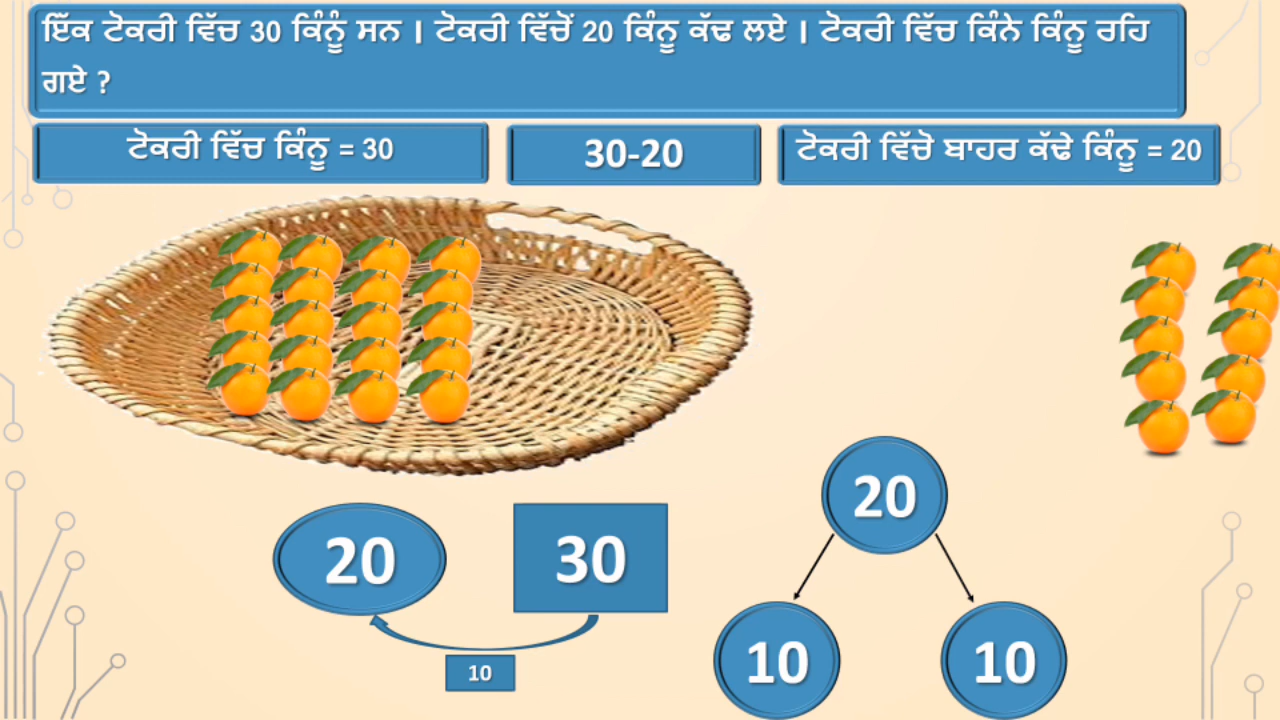 ਇੱਕ ਟੋਕਰੀ ਵਿੱਚ 30 ਕਿੰਨੂੰ ਸਨ । ਟੋਕਰੀ ਵਿੱਚੋਂ 20 ਕਿੰਨੂ ਕੱਢ ਲਏ । ਟੋਕਰੀ ਵਿੱਚ ਕਿੰਨੇ ਕਿੰਨੂ ਰਹਿ
ਗਏ ?
ਟੋਕਰੀ ਵਿੱਚ ਕਿੰਨੂ = 30
30-20
ਟੋਕਰੀ ਵਿੱਚੋ ਬਾਹਰ ਕੱਢੇ ਕਿੰਨੂ = 20
20
20
30
10
10
10